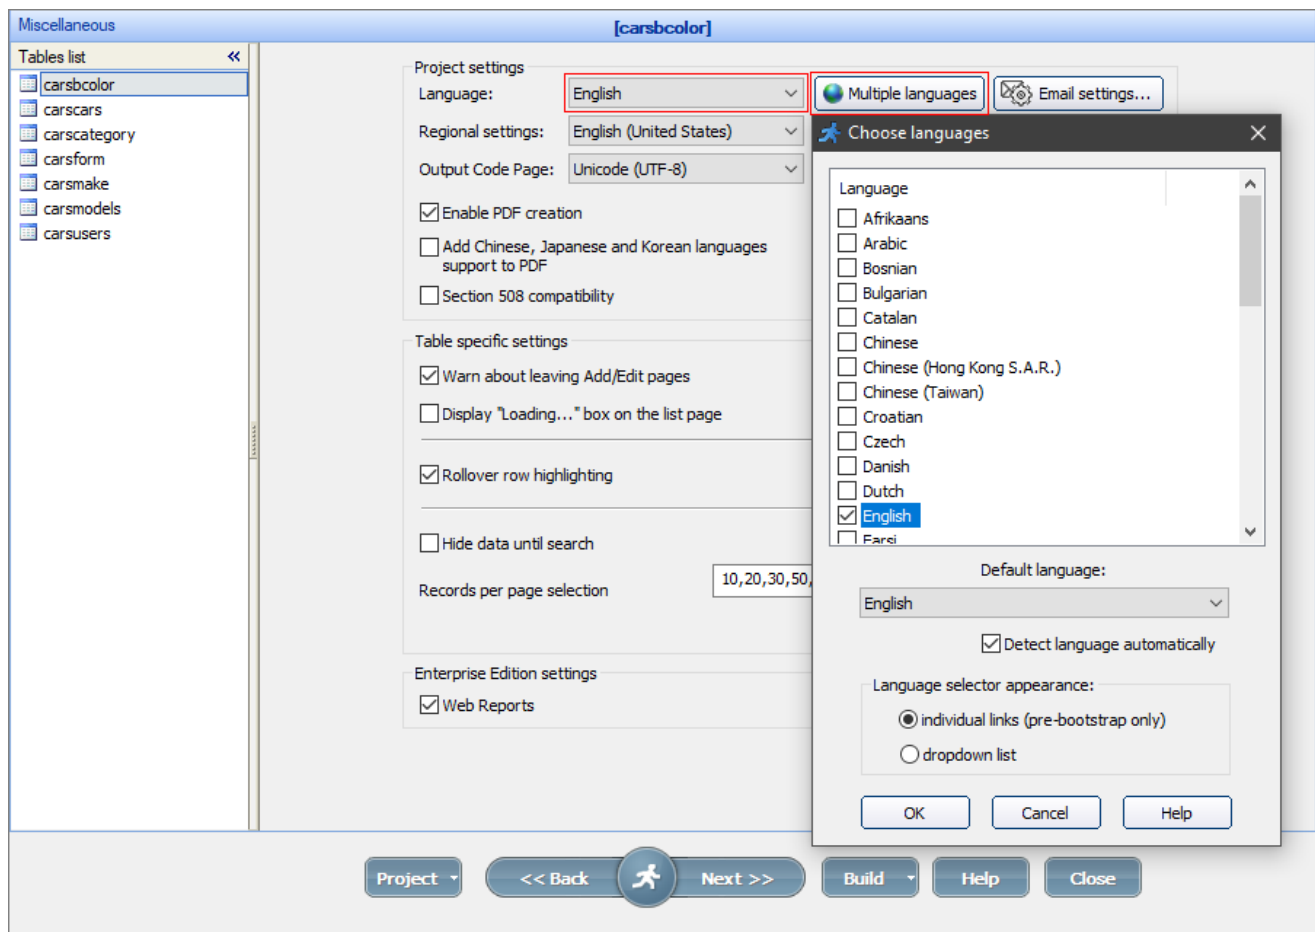 Miscellaneous
[carsbcolor]
Tables list
carsbcolor
carscars
carscategory
carsform
carsmake
carsmodels
carsusers
Project settings
Language:
English
Multiple languages
Email settings...
Regional settings:
English (United States)
Output Code Page:
Unicode (UTF-8)
Enable PDF creation
Add Chinese, Japanese and Korean languages
support to PDF
Section 508 compatibility
Table specific settings
Warn about leaving Add/Edit pages
Display "Loading..." box on the list page
Rollover row highlighting
Hide data until search
Records per page selection
10,20,30,50,
Enterprise Edition settings
Web Reports
Choose languages
Language
Afrikaans
Arabic
Bosnian
Bulgarian
Catalan
Chinese
Chinese (Hong Kong S.A.R.)
Chinese (Taiwan)
Croatian
Czech
Danish
Dutch
English
Farsi
Default language:
English
Detect language automatically
Language selector appearance:
individual links (pre-bootstrap only)
dropdown list
OK
Cancel
Help
Project
<< Back
Next >>
Build
Help
Close